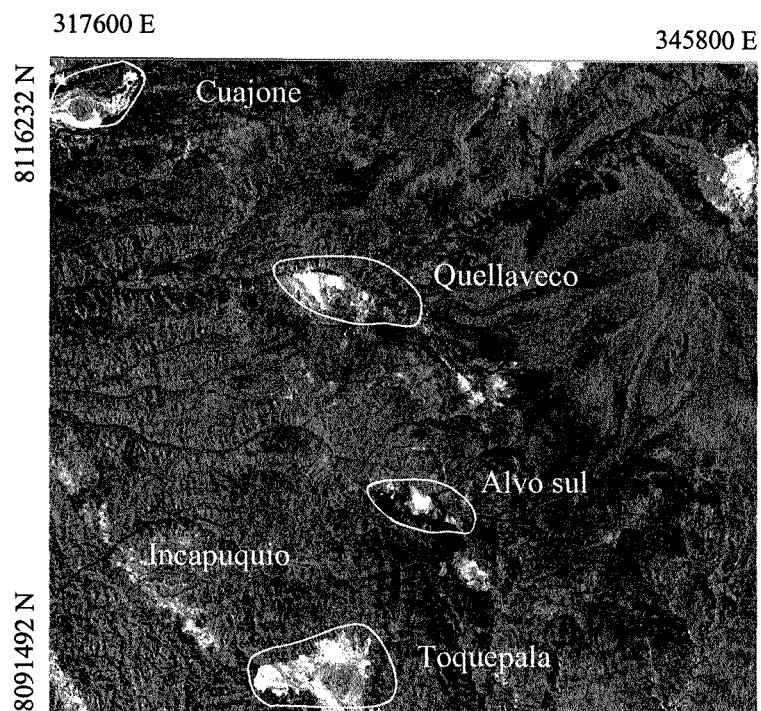 317600 E
345800 E
8116232 N
Cuajone
Quellaveco
Alvo sul
Incapuquio
8091492 N
Toquepala